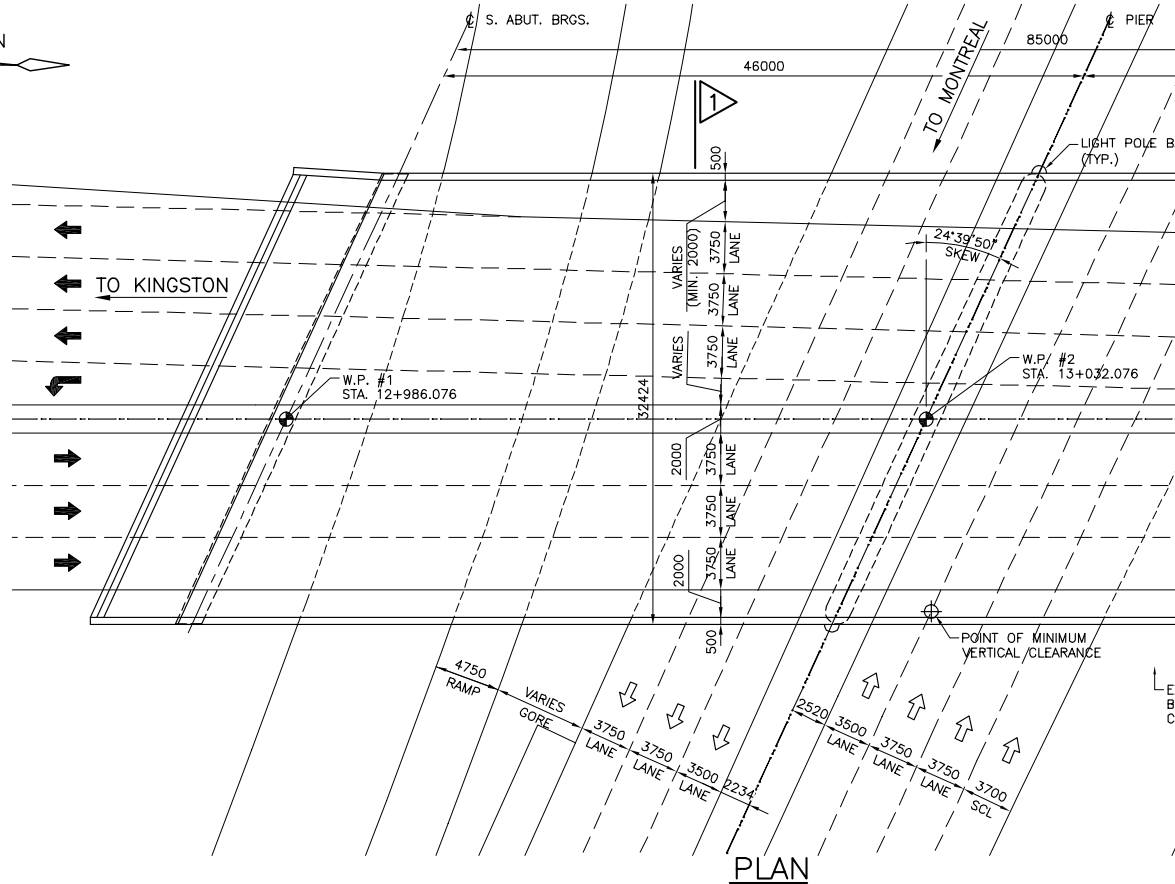 N
℄ S. ABUT. BRGS.
℄ PIER
85000
46000
TO MONTREAL
1
LIGHT POLE B
(TYP.)
500
VARIES
(MIN. 2000)
3750
LANE
3750
LANE
24°39'50"
SKEW
TO KINGSTON
VARIES
3750
LANE
W.P. #1
STA. 12+986.076
W.P. #2
STA. 13+032.076
32424
2000
3750
LANE
3750
LANE
2000
3750
LANE
500
POINT OF MINIMUM
VERTICAL CLEARANCE
E
B
C
4750
RAMP
VARIES
GORE
3750
LANE
3750
LANE
3500
LANE
2234
2520
3500
LANE
3750
LANE
3750
LANE
3700
SCL
PLAN